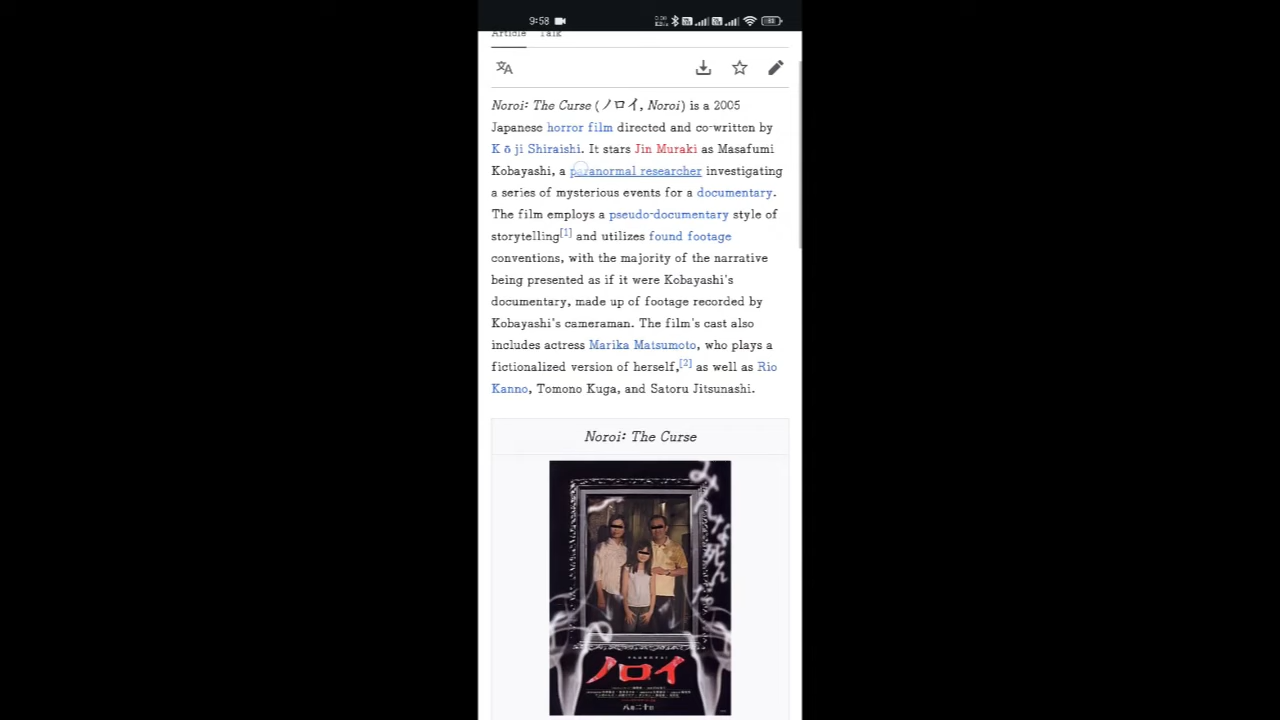 9:58
Article Talk
Noroi: The Curse (ノロイ, Noroi) is a 2005
Japanese horror film directed and co-written by
Kōji Shiraishi. It stars Jin Muraki as Masafumi
Kobayashi, a paranormal researcher investigating
a series of mysterious events for a documentary.
The film employs a pseudo-documentary style of
storytelling[1] and utilizes found footage
conventions, with the majority of the narrative
being presented as if it were Kobayashi's
documentary, made up of footage recorded by
Kobayashi's cameraman. The film's cast also
includes actress Marika Matsumoto, who plays a
fictionalized version of herself,[2] as well as Rio
Kanno, Tomono Kuga, and Satoru Jitsunashi.
Noroi: The Curse
みんな死ん
ノロイ